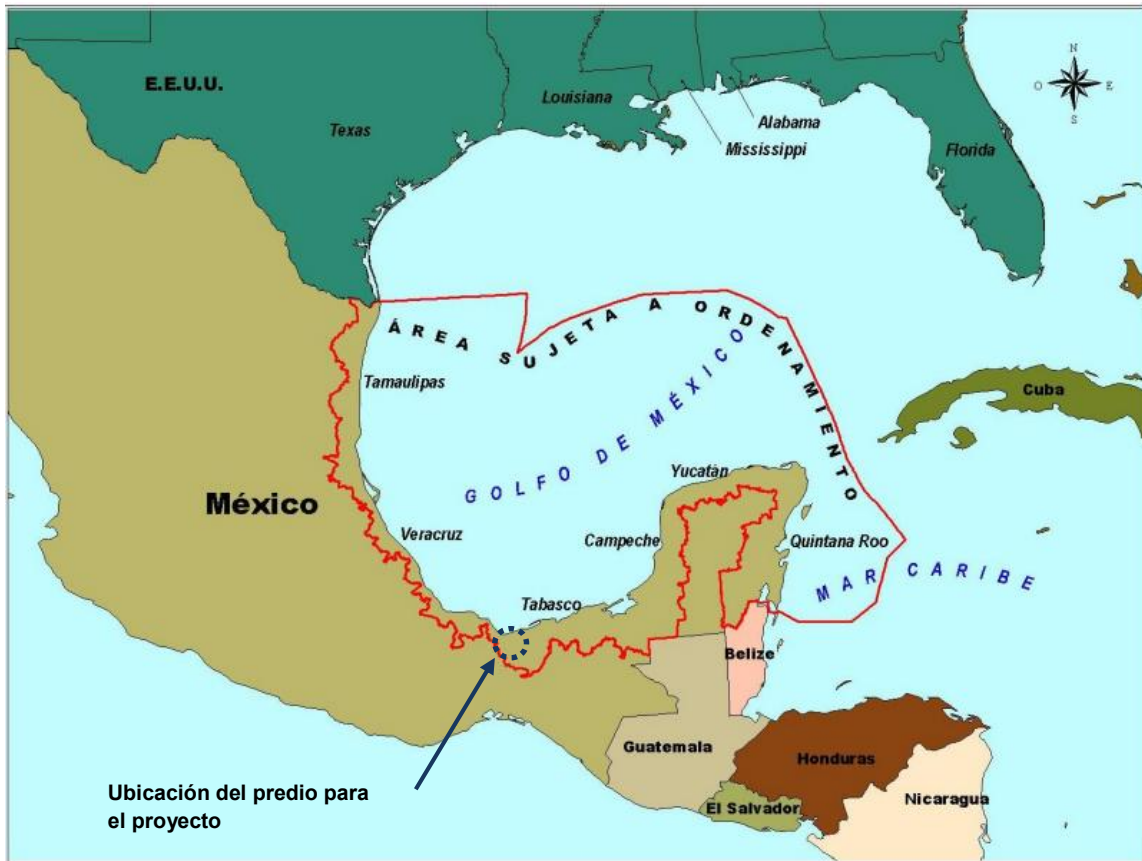 N
O
E
S
E.E.U.U.
Texas
Louisiana
Alabama
Mississippi
Florida
ÁREA SUJETA A ORDENAMIENTO
GOLFO DE MÉXICO
Tamaulipas
Cuba
Yucatán
México
Veracruz
Campeche
Quintana Roo
MAR CARIBE
Tabasco
Belize
Guatemala
Honduras
Ubicación del predio para
el proyecto
El Salvador
Nicaragua